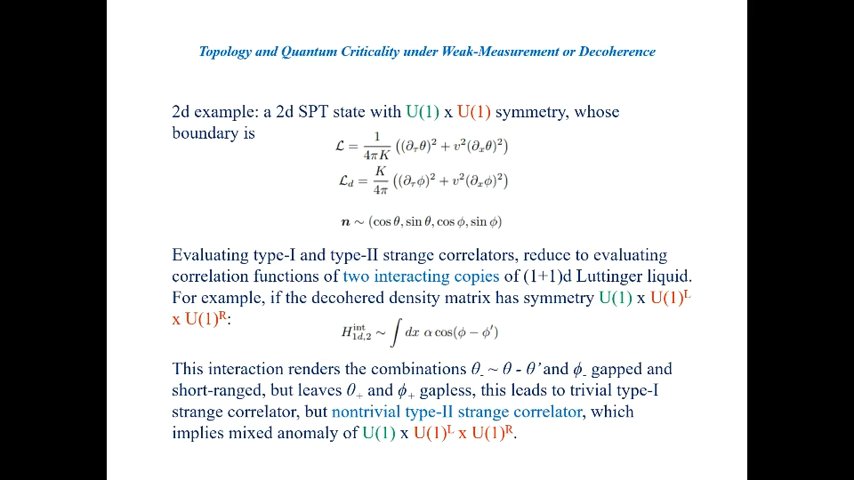 Topology and Quantum Criticality under Weak-Measurement or Decoherence
2d example: a 2d SPT state with U(1) x U(1) symmetry, whose
boundary is
ℒ = 1/(4πK) ((∂_τθ)² + v²(∂_xθ)²)
ℒ_d = K/(4π) ((∂_τϕ)² + v²(∂_xϕ)²)
n ~ (cos θ, sin θ, cos ϕ, sin ϕ)
Evaluating type-I and type-II strange correlators, reduce to evaluating
correlation functions of two interacting copies of (1+1)d Luttinger liquid.
For example, if the decohered density matrix has symmetry U(1) x U(1)ᴸ
x U(1)ᴿ:
H^int_{1d,2} ~ ∫ dx α cos(ϕ − ϕ′)
This interaction renders the combinations θ₋ ~ θ - θ’ and ϕ₋ gapped and
short-ranged, but leaves θ₊ and ϕ₊ gapless, this leads to trivial type-I
strange correlator, but nontrivial type-II strange correlator, which
implies mixed anomaly of U(1) x U(1)ᴸ x U(1)ᴿ.